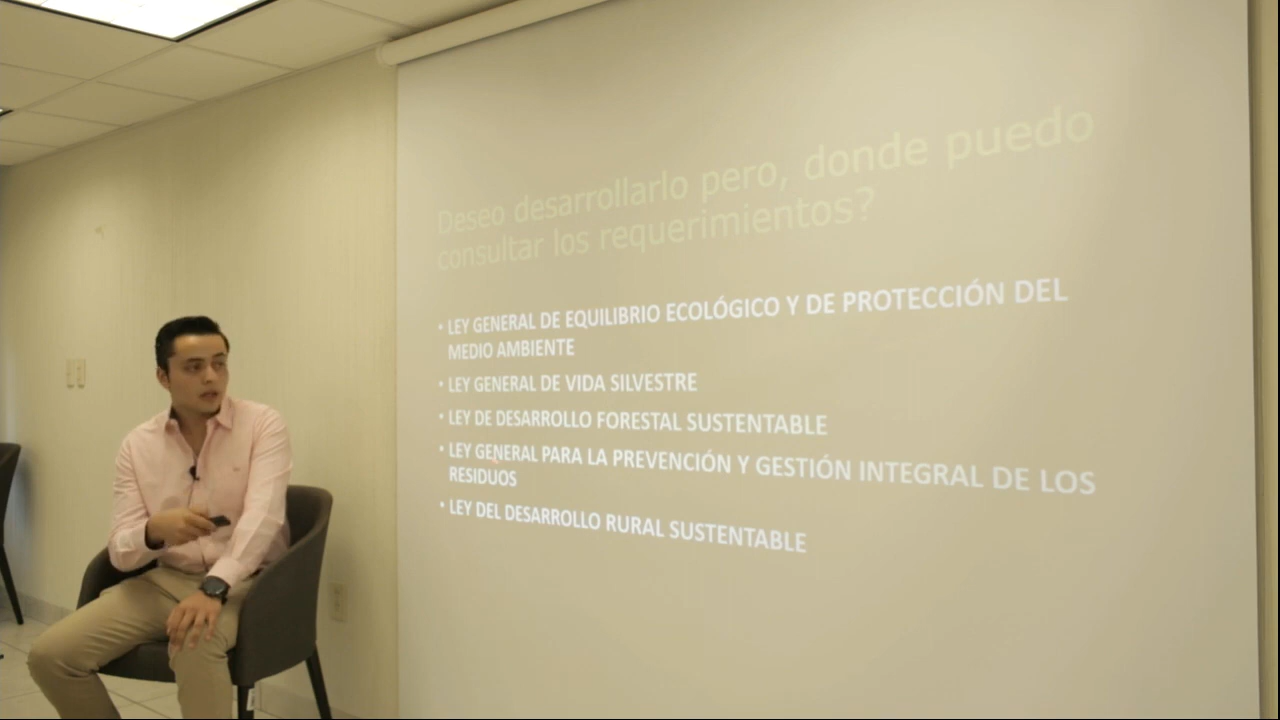 Deseo desarrollarlo pero, donde puedo
consultar los requerimientos?
• LEY GENERAL DE EQUILIBRIO ECOLÓGICO Y DE PROTECCIÓN DEL
MEDIO AMBIENTE
• LEY GENERAL DE VIDA SILVESTRE
• LEY DE DESARROLLO FORESTAL SUSTENTABLE
• LEY GENERAL PARA LA PREVENCIÓN Y GESTIÓN INTEGRAL DE LOS
RESIDUOS
• LEY DEL DESARROLLO RURAL SUSTENTABLE